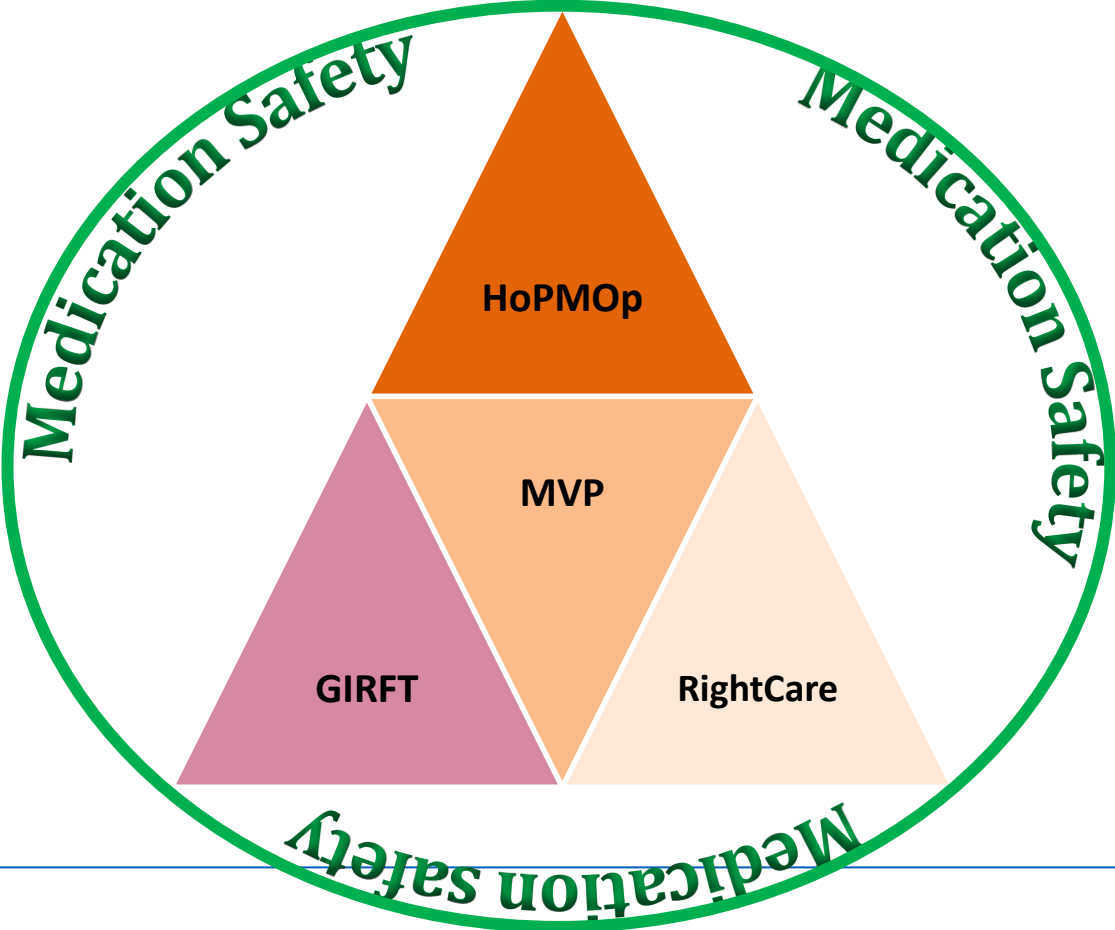 Medication Safety
Medication Safety
HoPMOp
MVP
GIRFT
RightCare
Medication safety